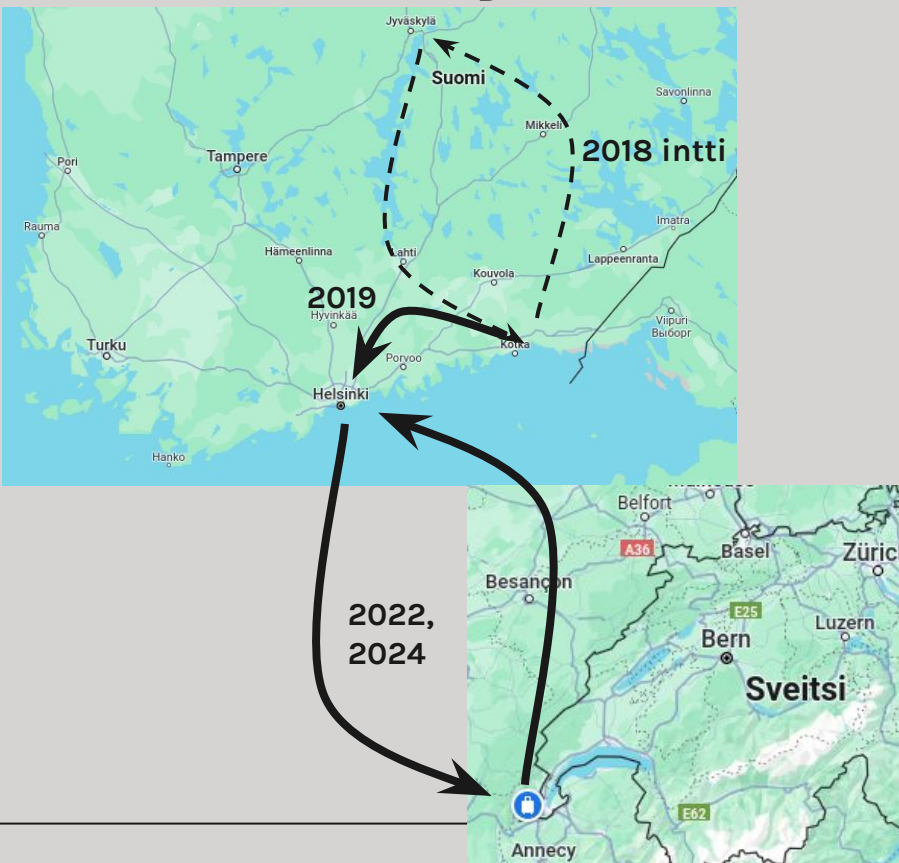 Jyväskylä
Suomi
Savonlinna
Mikkeli
2018 intti
Tampere
Pori
Rauma
Imatra
Hämeenlinna
Lahti
Lappeenranta
Kouvola
2019
Hyvinkää
Viipuri
Выборг
Turku
Kotka
Porvoo
Helsinki
Hanko
Belfort
A36
Basel
Züric
Besançon
E25
2022,
2024
Luzern
Bern
Sveitsi
E62
Annecy